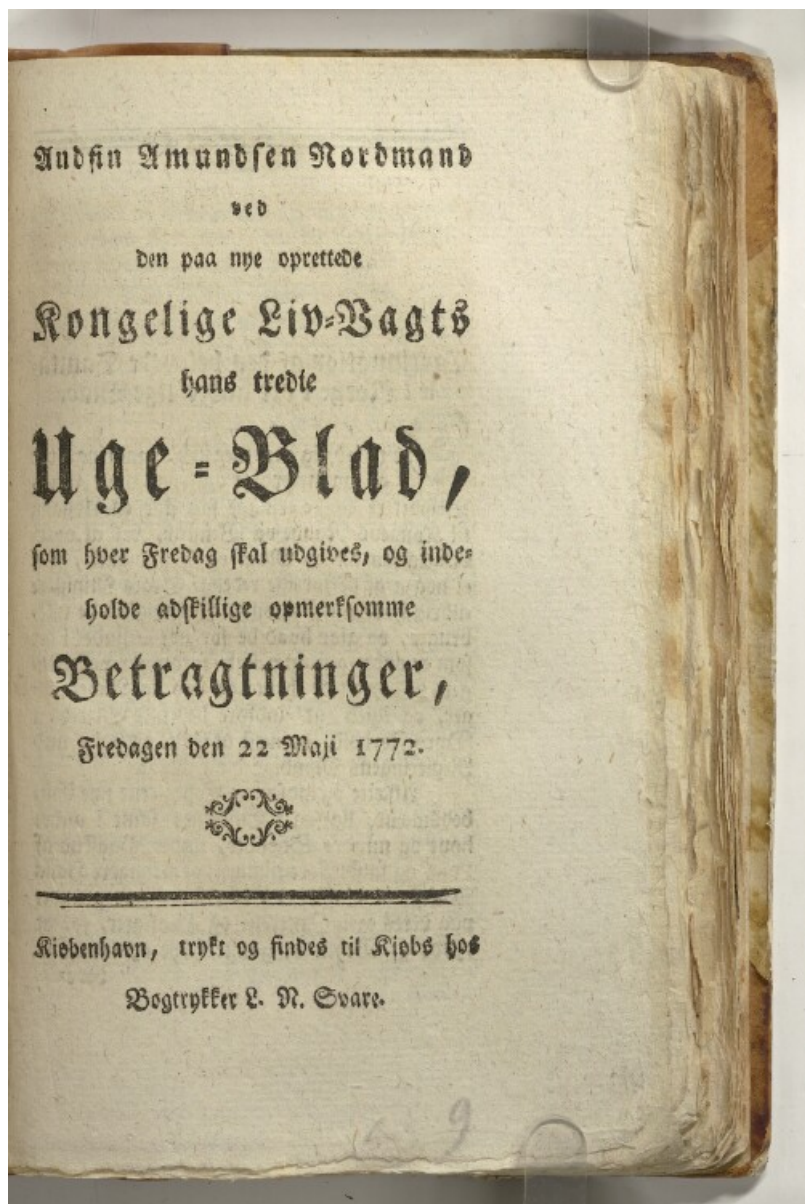 Audfin Amundsen Nordmand
ved
den paa nye oprettede
Kongelige Liv-Vagts
hans tredie
Uge-Blad,
som hver Fredag skal udgives, og inde-
holde adskillige opmerksomme
Betragtninger,
Fredagen den 22 Maji 1772.
Kiøbenhavn, trykt og findes til Kiøbs hos
Bogtrykker L. N. Svare.
9